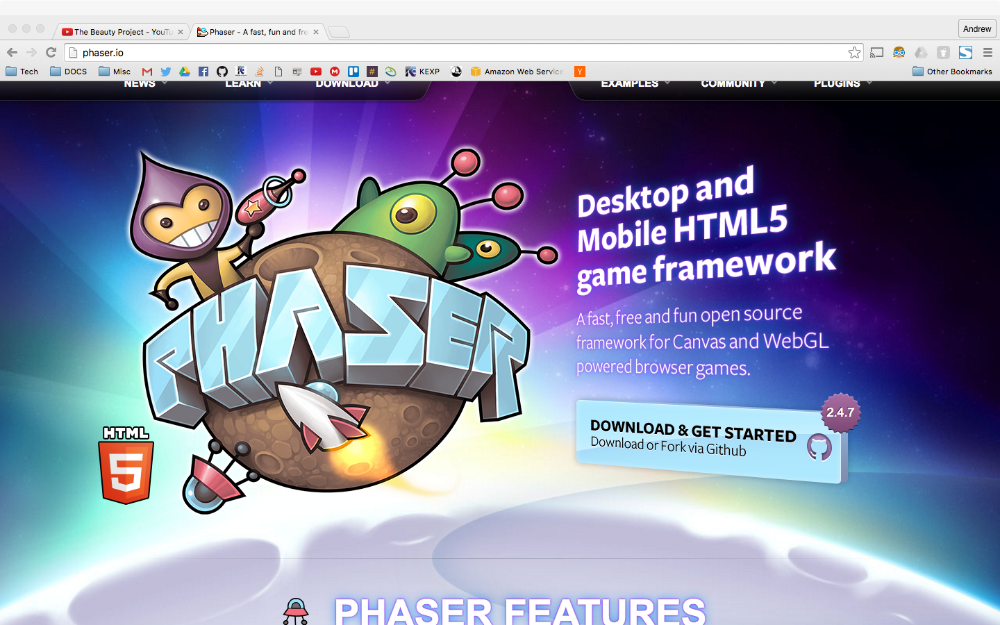 The Beauty Project - YouTu
Phaser - A fast, fun and fre
Andrew
phaser.io
Tech
DOCS
Misc
KEXP
Amazon Web Service
Other Bookmarks
NEWS
LEARN
DOWNLOAD
EXAMPLES
COMMUNITY
PLUGINS
PHASER
HTML
5
Desktop and
Mobile HTML5
game framework
A fast, free and fun open source
framework for Canvas and WebGL
powered browser games.
2.4.7
DOWNLOAD & GET STARTED
Download or Fork via Github
PHASER FEATURES